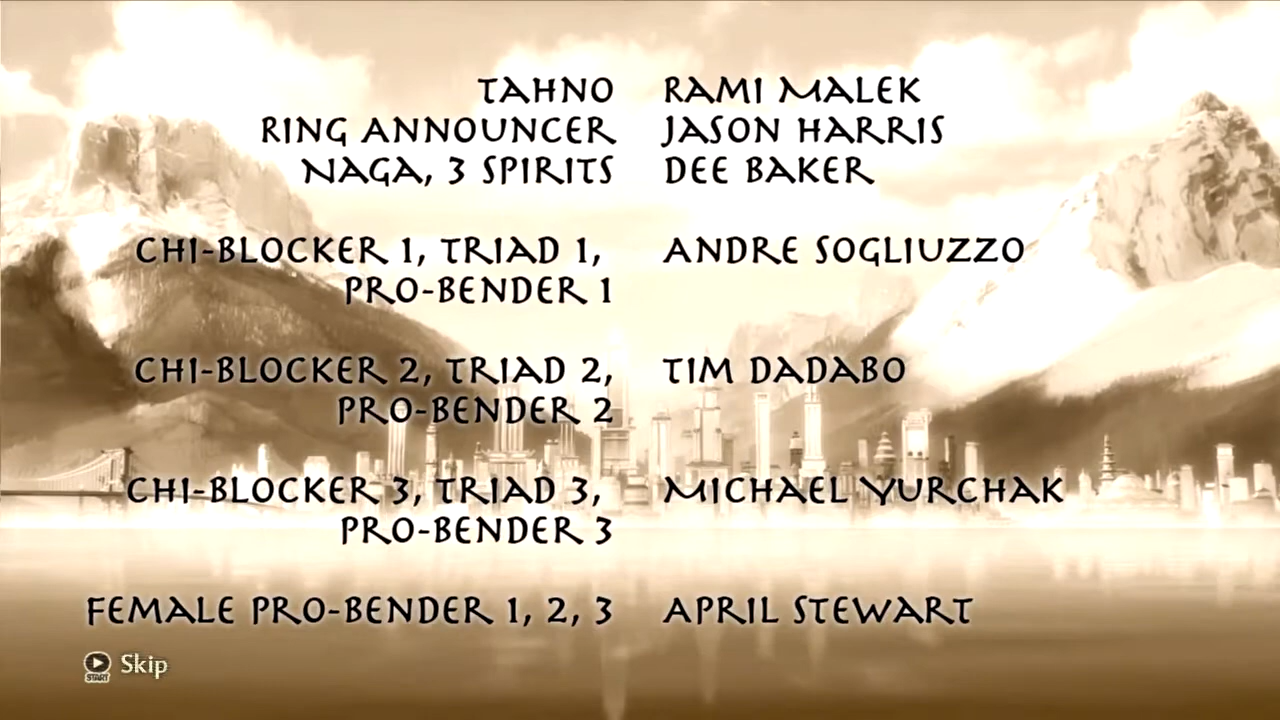 TAHNO RAMI MALEK
RING ANNOUNCER JASON HARRIS
NAGA, 3 SPIRITS DEE BAKER
CHI-BLOCKER 1, TRIAD 1, ANDRE SOGLIUZZO
PRO-BENDER 1
CHI-BLOCKER 2, TRIAD 2, TIM DADABO
PRO-BENDER 2
CHI-BLOCKER 3, TRIAD 3, MICHAEL YURCHAK
PRO-BENDER 3
FEMALE PRO-BENDER 1, 2, 3 APRIL STEWART
START Skip